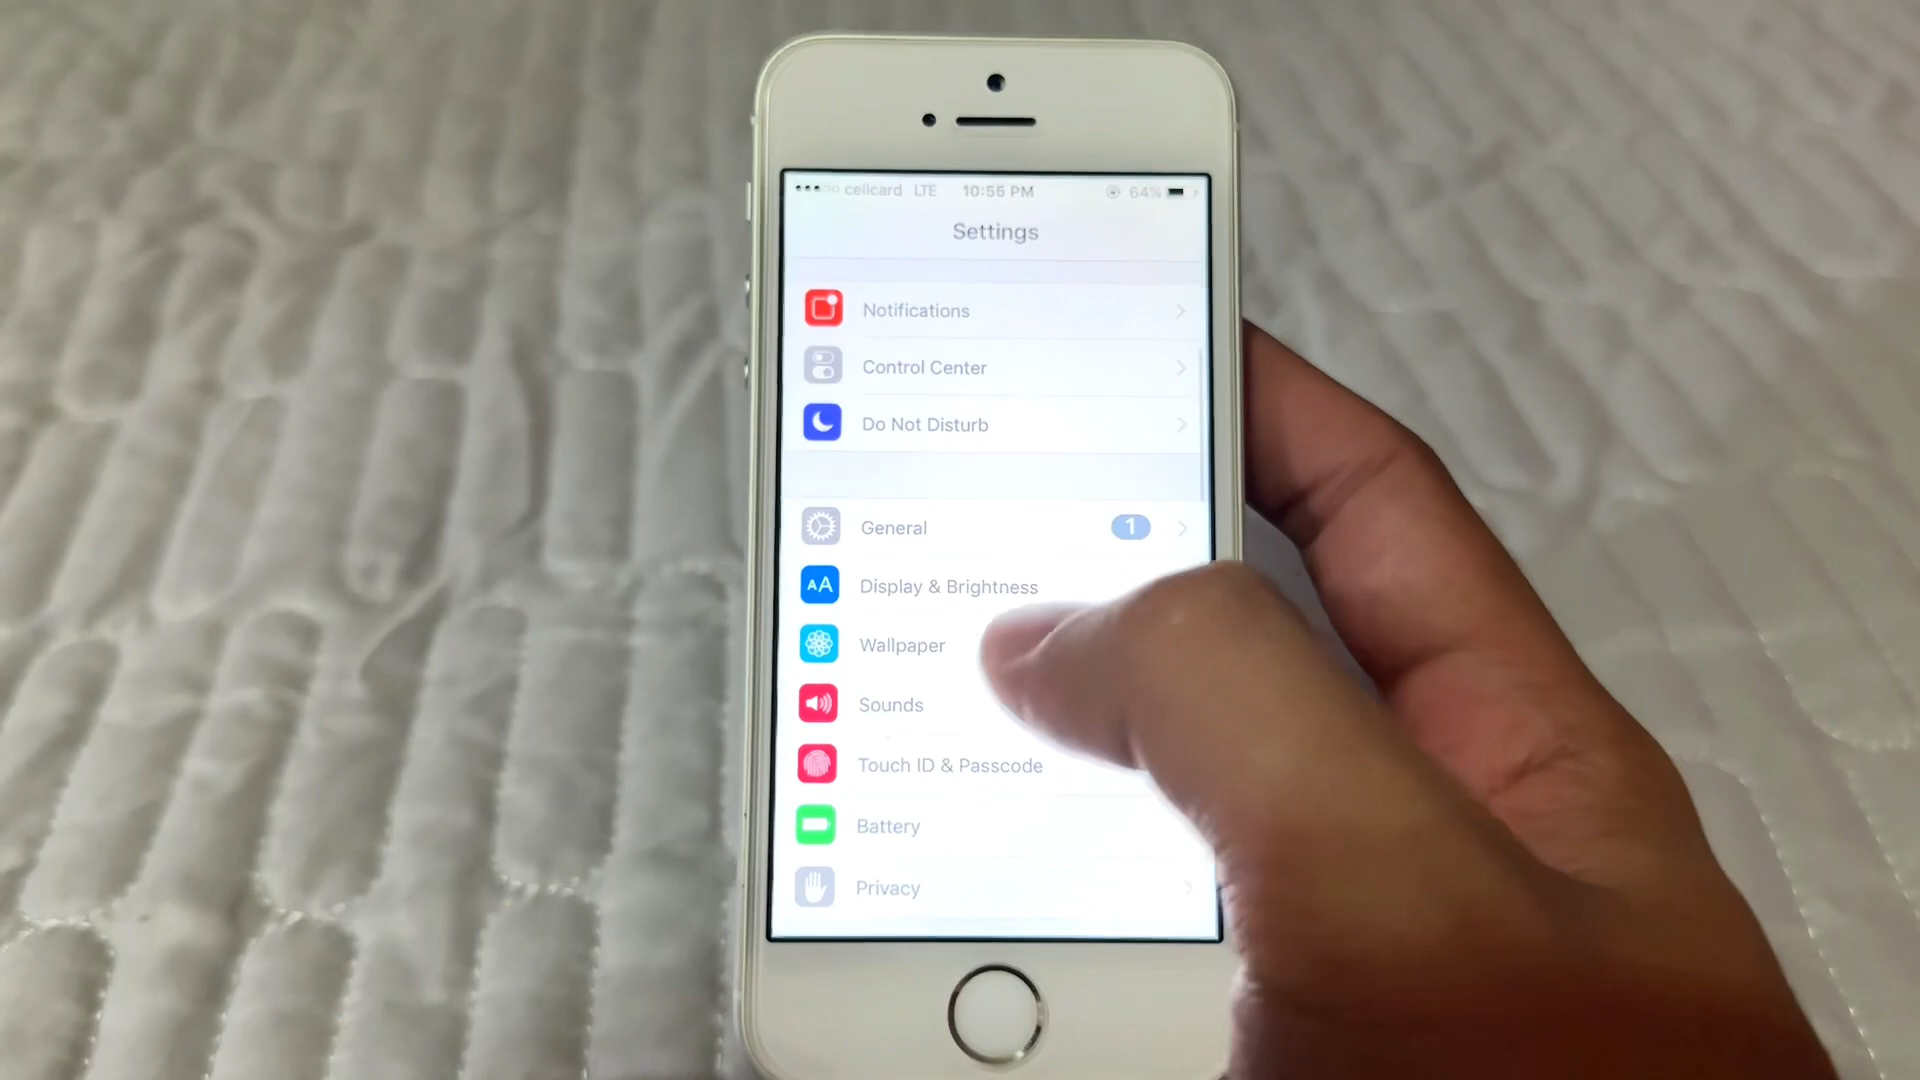 cellcard LTE 10:55 PM 64%
Settings
Notifications
Control Center
Do Not Disturb
General 1
AA Display & Brightness
Wallpaper
Sounds
Touch ID & Passcode
Battery
Privacy